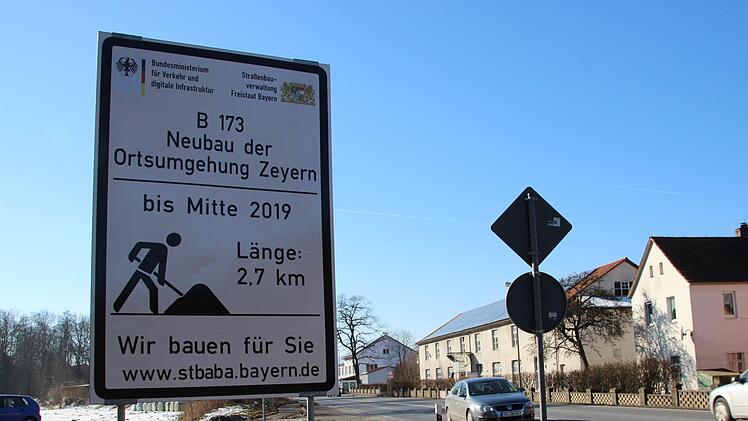 Bundesministerium
für Verkehr und
digitale Infrastruktur
Straßenbau-
verwaltung
Freistaat Bayern
B 173
Neubau der
Ortsumgehung Zeyern
bis Mitte 2019
Länge:
2,7 km
Wir bauen für Sie
www.stbaba.bayern.de